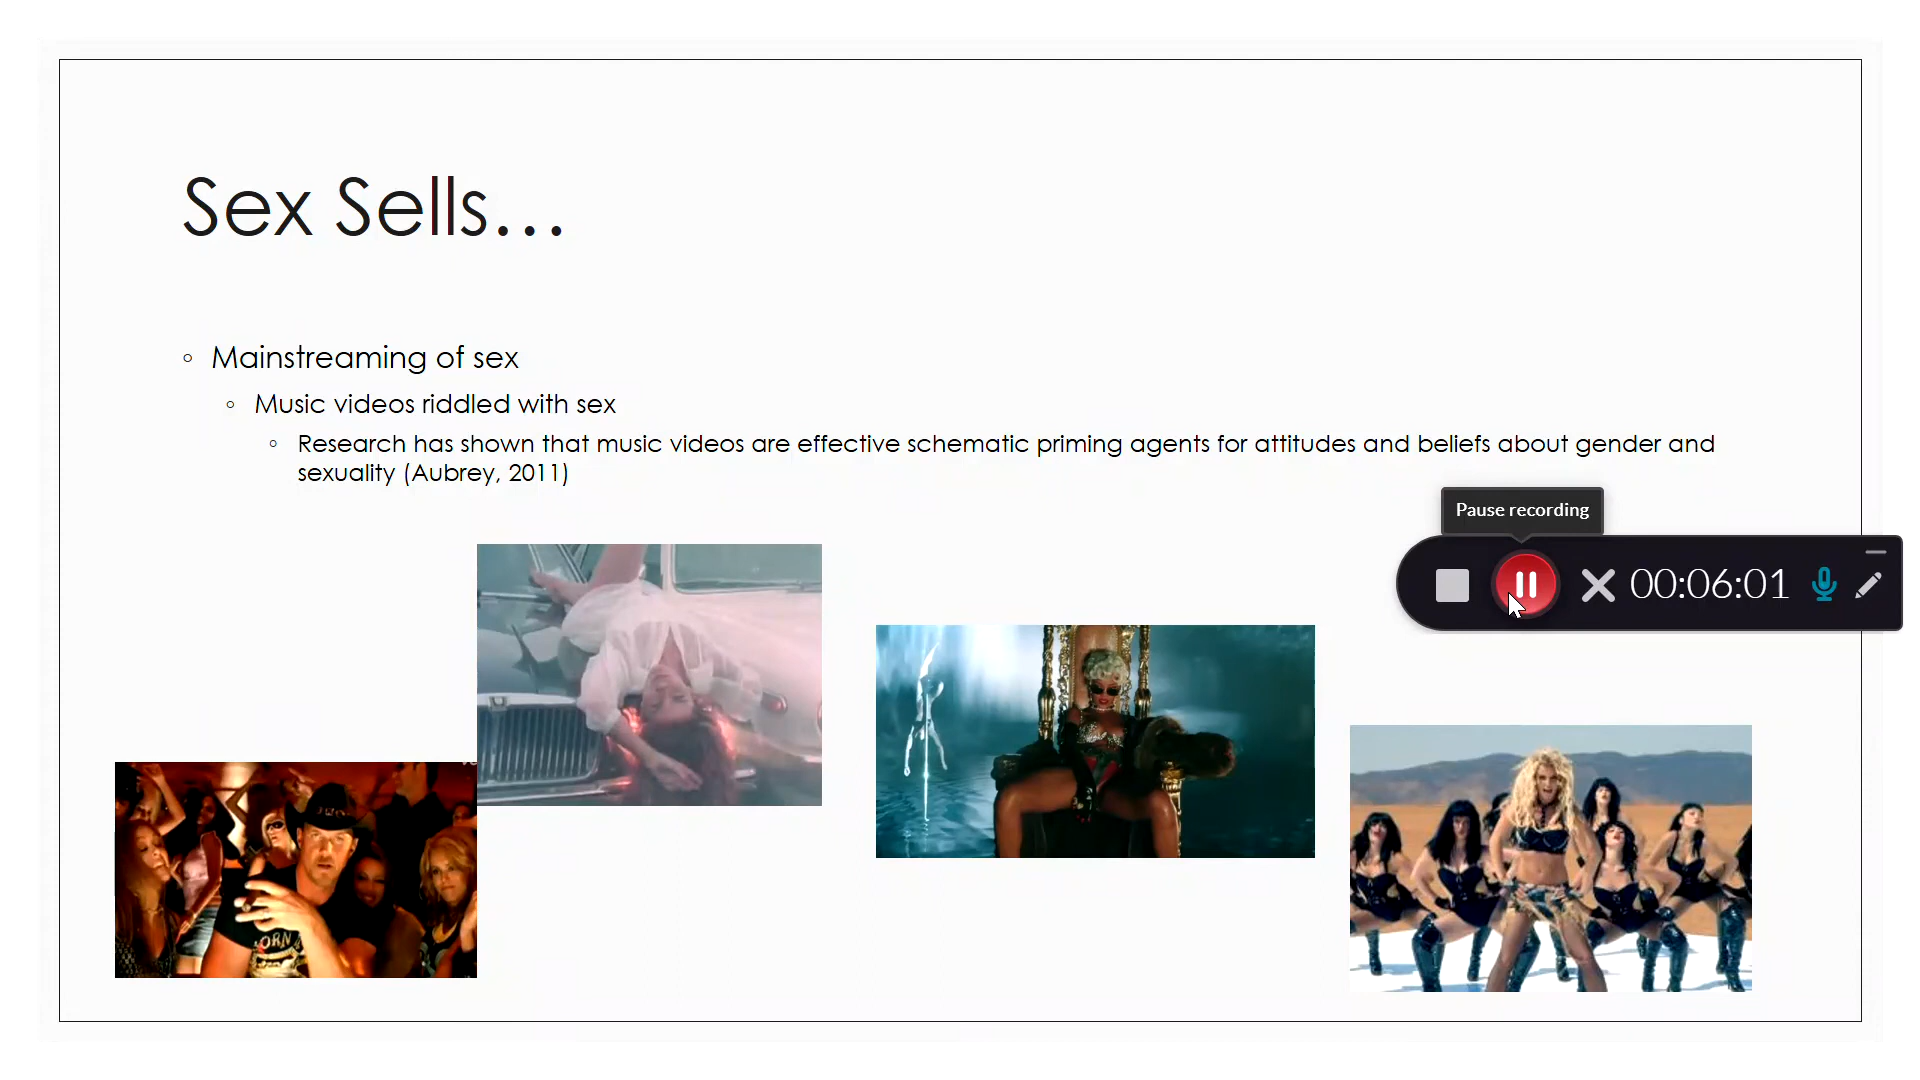 Sex Sells...
◦ Mainstreaming of sex
◦ Music videos riddled with sex
◦ Research has shown that music videos are effective schematic priming agents for attitudes and beliefs about gender and
sexuality (Aubrey, 2011)
Pause recording
00:06:01